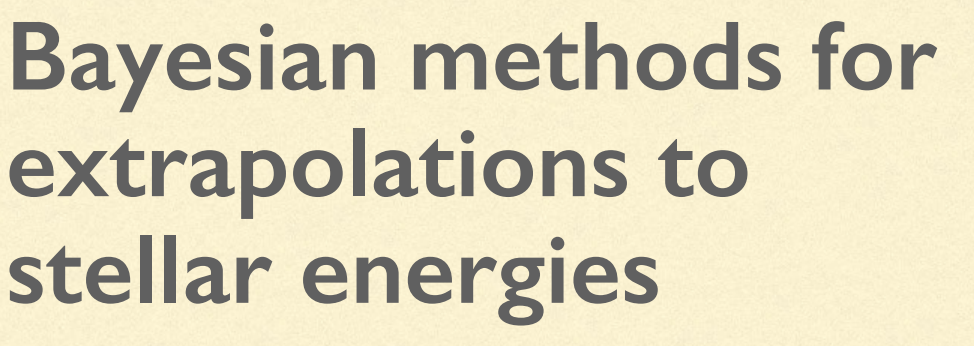 Bayesian methods for
extrapolations to
stellar energies